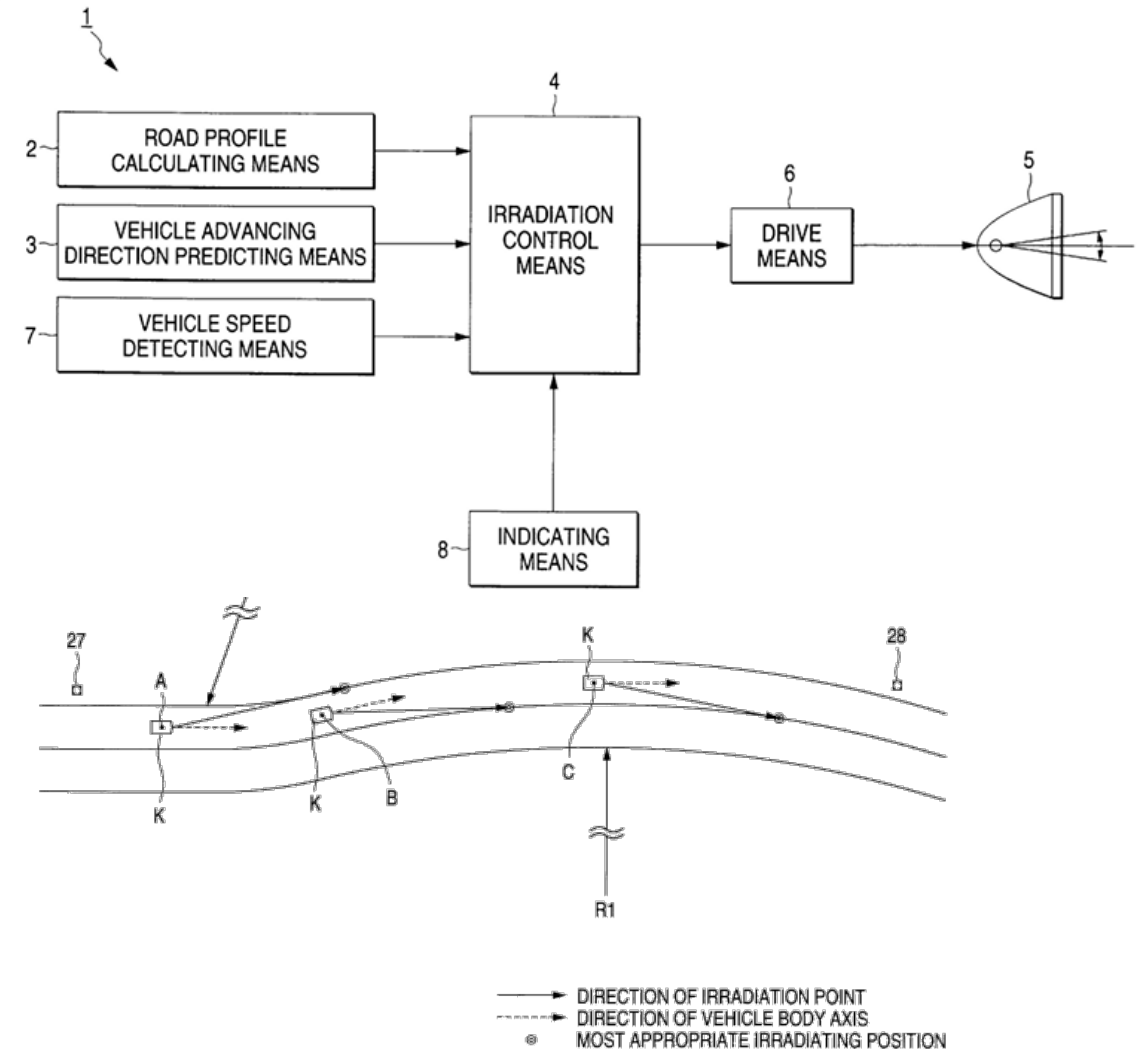 1
4
2
ROAD PROFILE
CALCULATING MEANS
3
VEHICLE ADVANCING
DIRECTION PREDICTING MEANS
7
VEHICLE SPEED
DETECTING MEANS
IRRADIATION
CONTROL
MEANS
6
DRIVE
MEANS
5
8
INDICATING
MEANS
27
A
K
K
B
K
C
28
R1
DIRECTION OF IRRADIATION POINT
DIRECTION OF VEHICLE BODY AXIS
MOST APPROPRIATE IRRADIATING POSITION